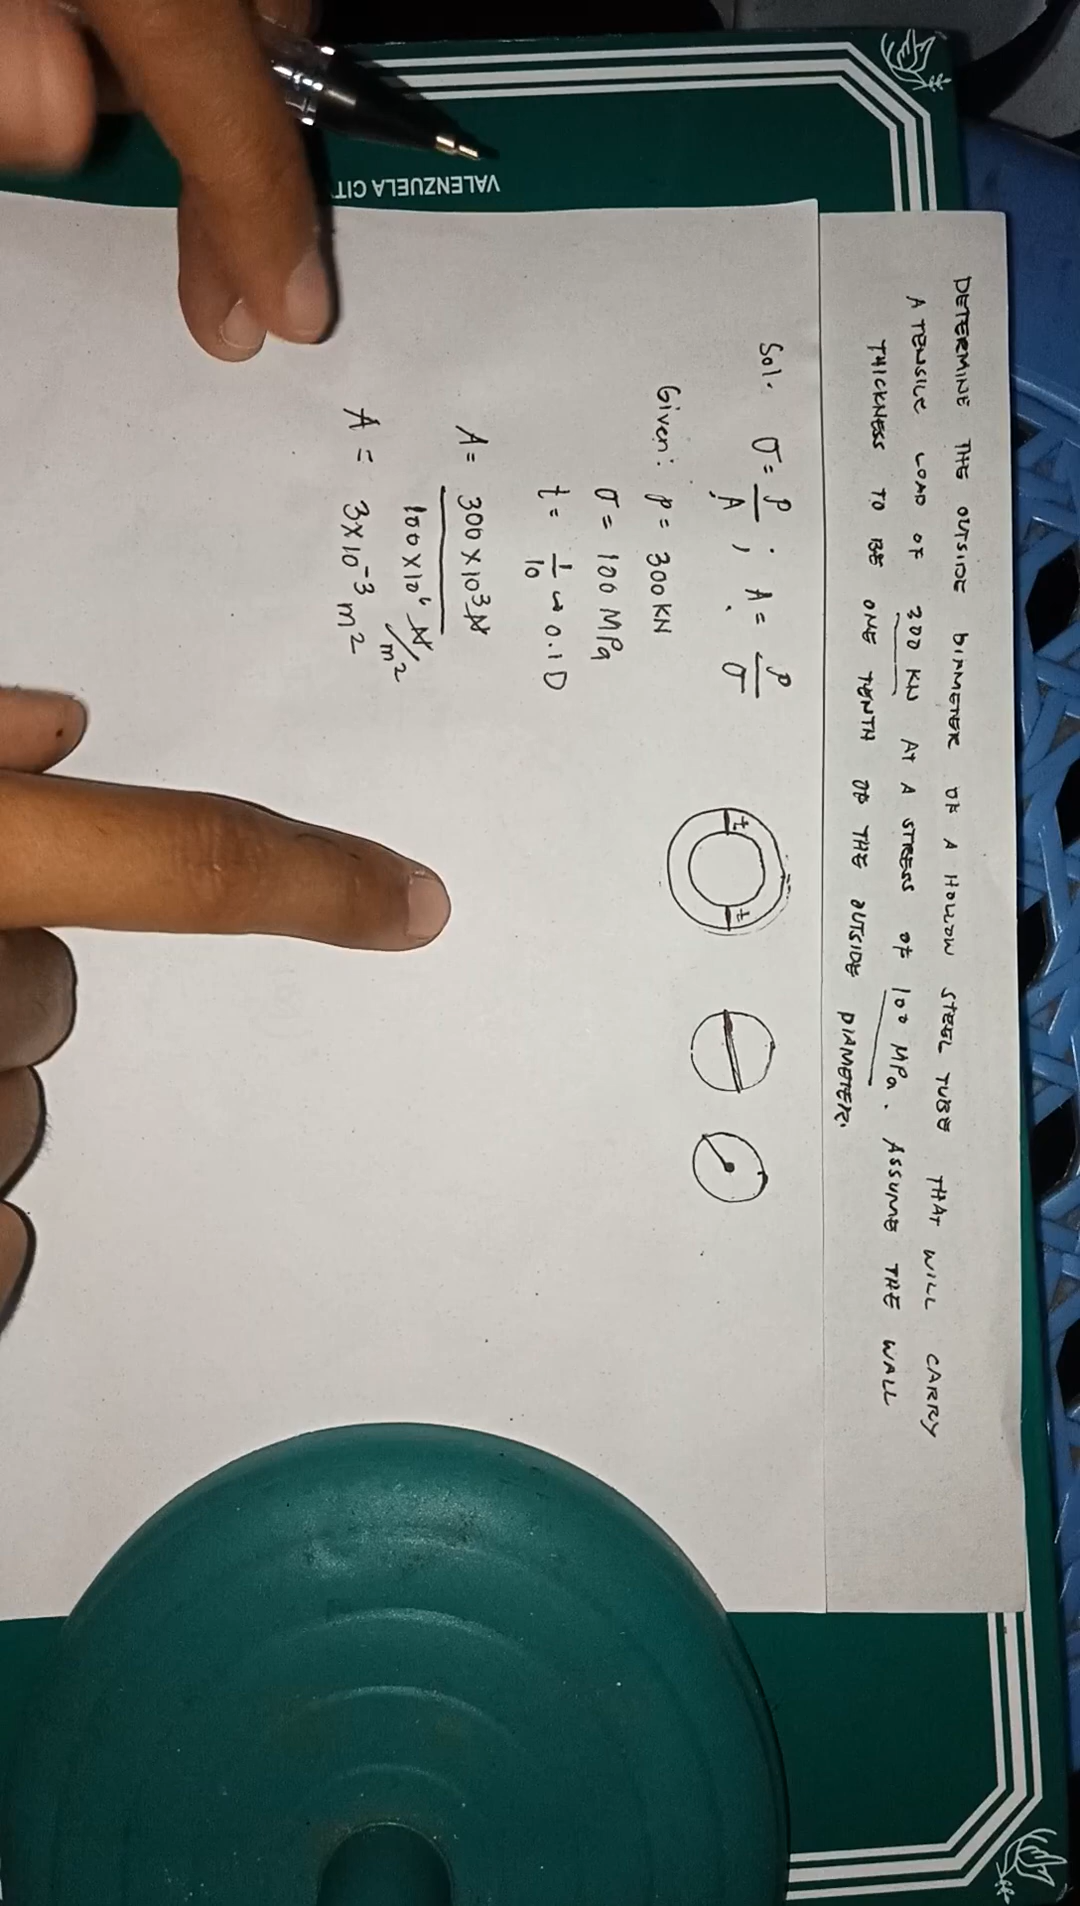 DETERMINE THE OUTSIDE DIAMETER OF A HOLLOW STEEL TUBE THAT WILL CARRY
A TENSILE LOAD OF 300 KN AT A STRESS OF 100 MPa. ASSUME THE WALL
THICKNESS TO BE ONE TENTH OF THE OUTSIDE DIAMETER.
Sol. σ = P/A ; A = P/σ
t t
Given: P = 300 KN
σ = 100 MPa
t = 1/10 → 0.1 D
A = 300 x 10³ N / 100 x 10⁶ N/m²
A = 3 x 10⁻³ m²
VALENZUELA CIT